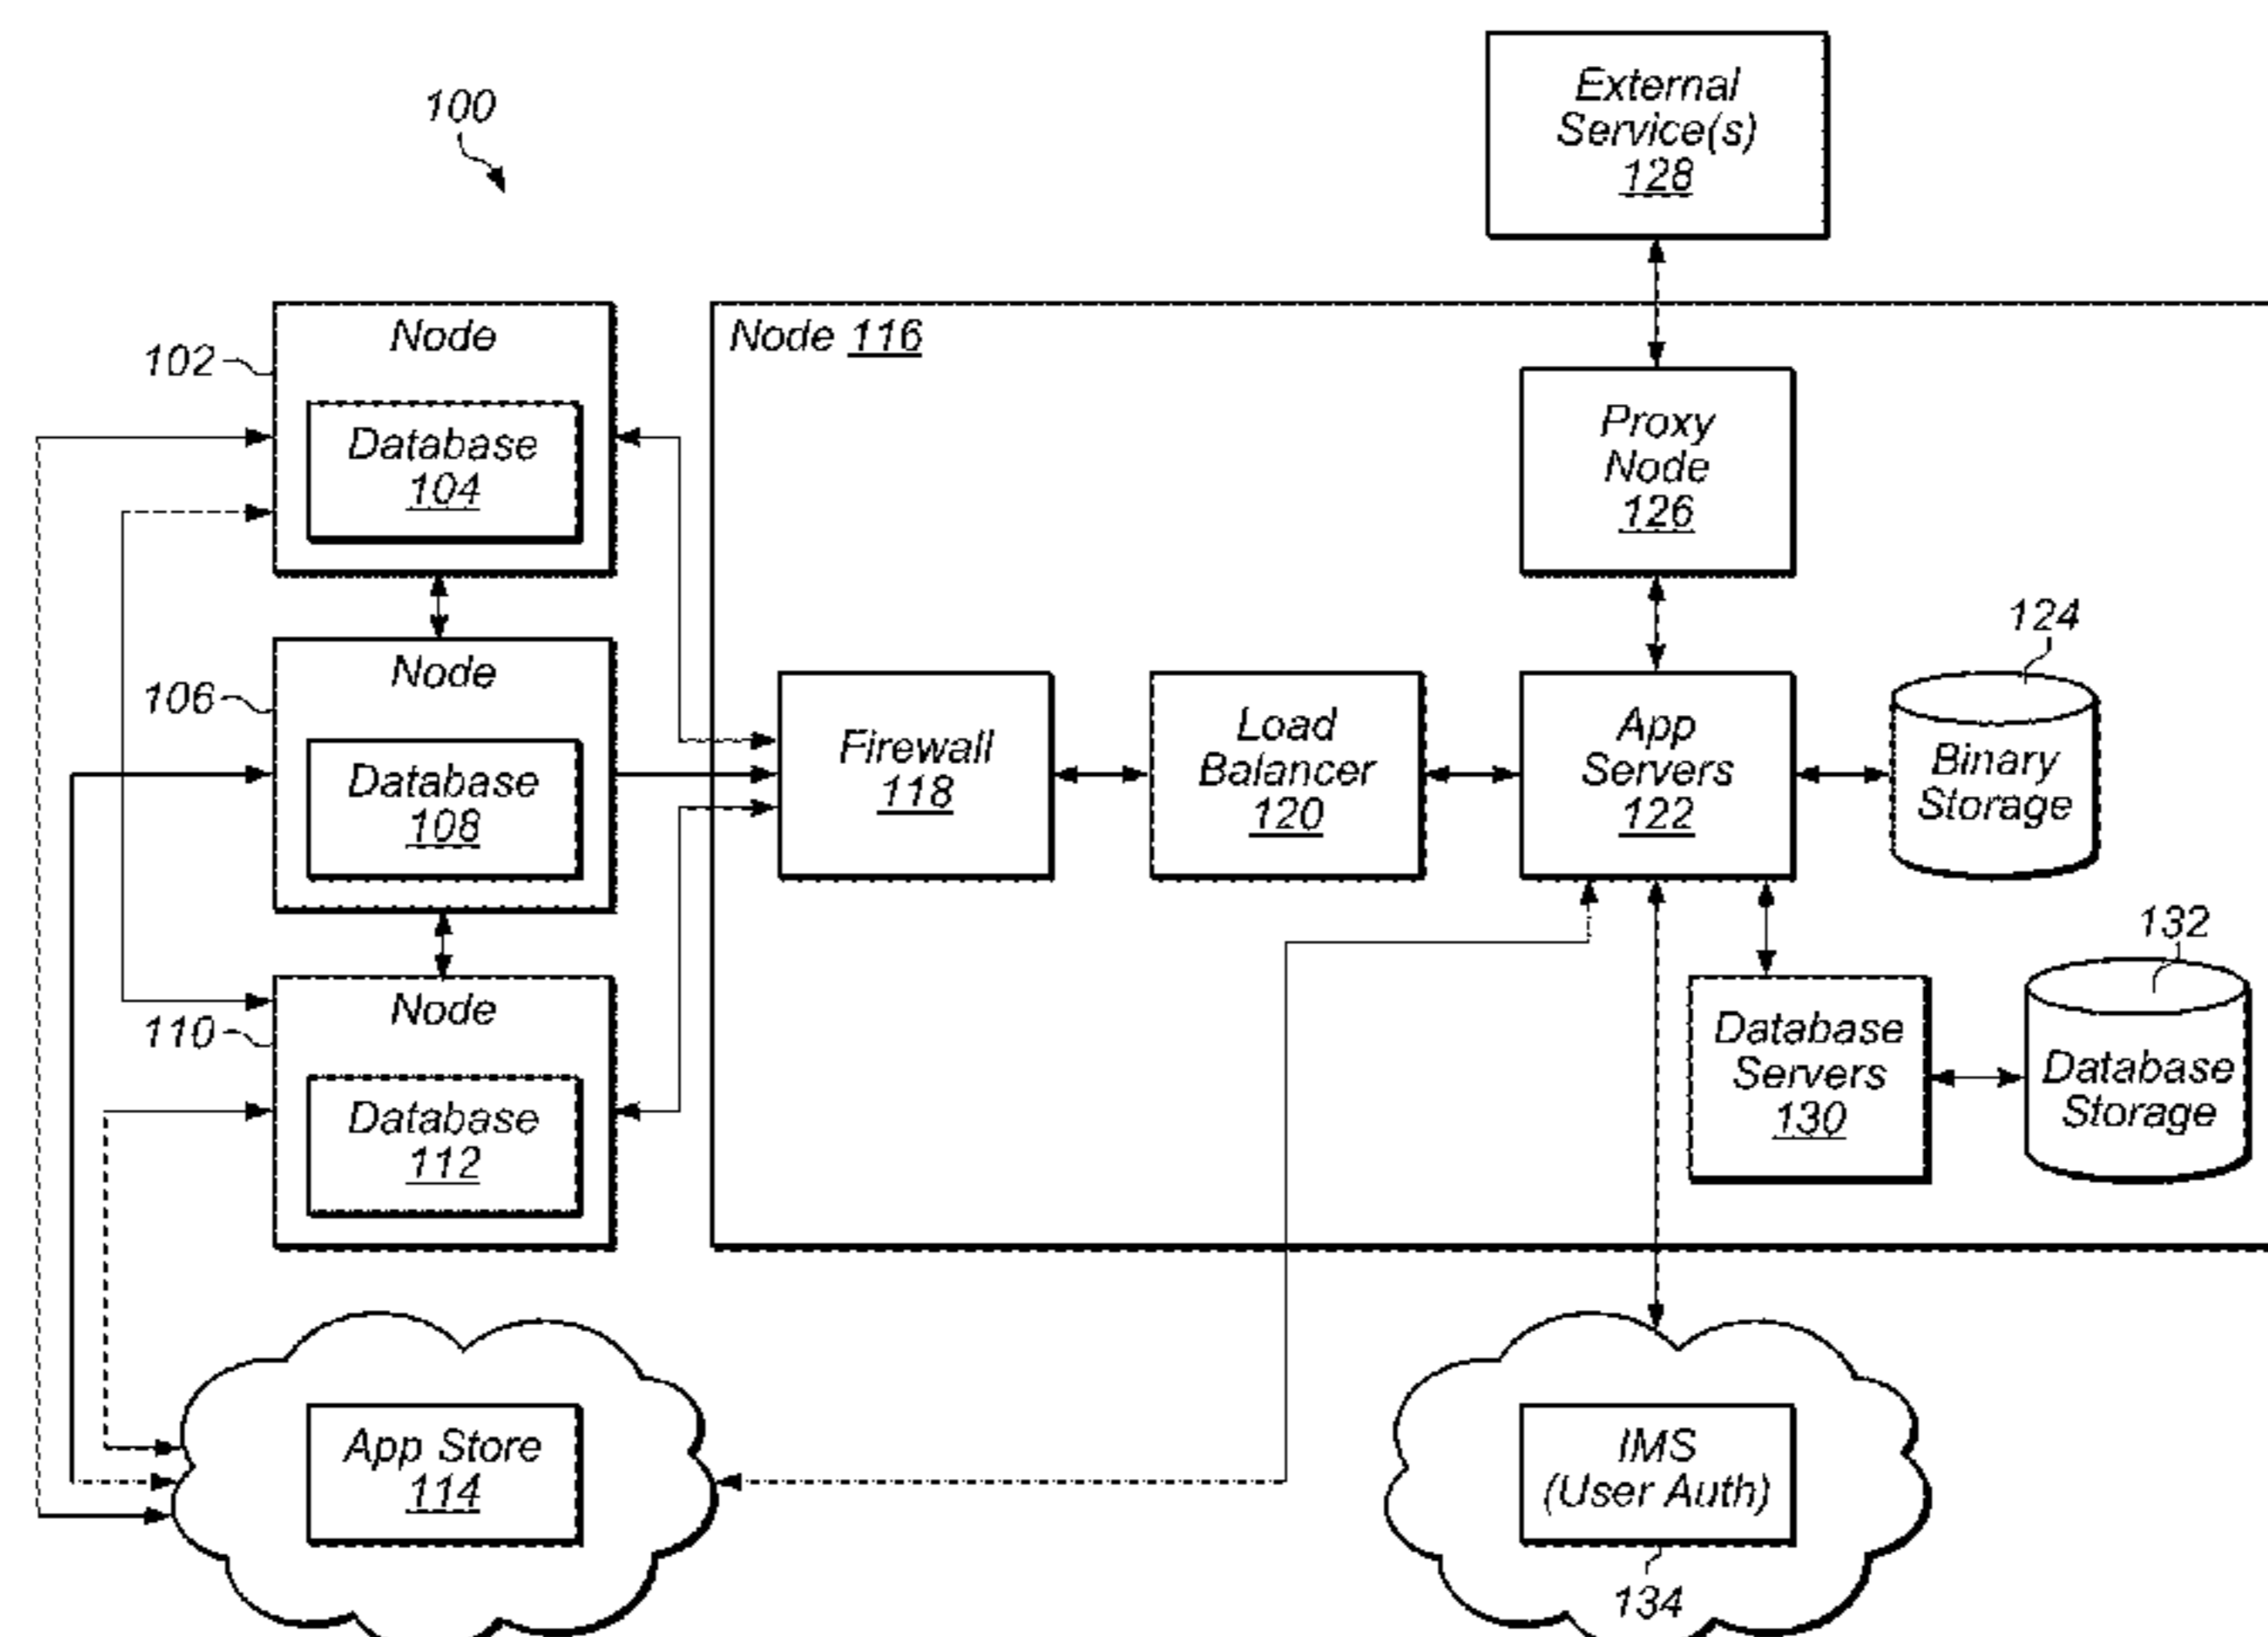 100
External
Service(s)
128
102
Node
Database
104
Node 116
Proxy
Node
126
106
Node
Database
108
Firewall
118
Load
Balancer
120
App
Servers
122
124
Binary
Storage
110
Node
Database
112
Database
Servers
130
132
Database
Storage
App Store
114
IMS
(User Auth)
134